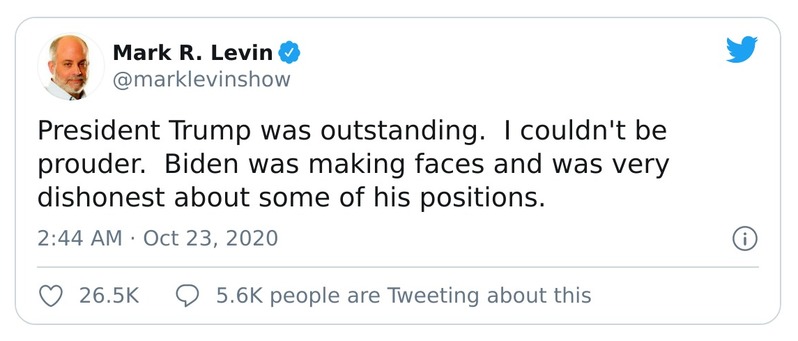 Mark R. Levin
@marklevinshow
President Trump was outstanding.  I couldn't be
prouder.  Biden was making faces and was very
dishonest about some of his positions.
2:44 AM · Oct 23, 2020
26.5K 5.6K people are Tweeting about this